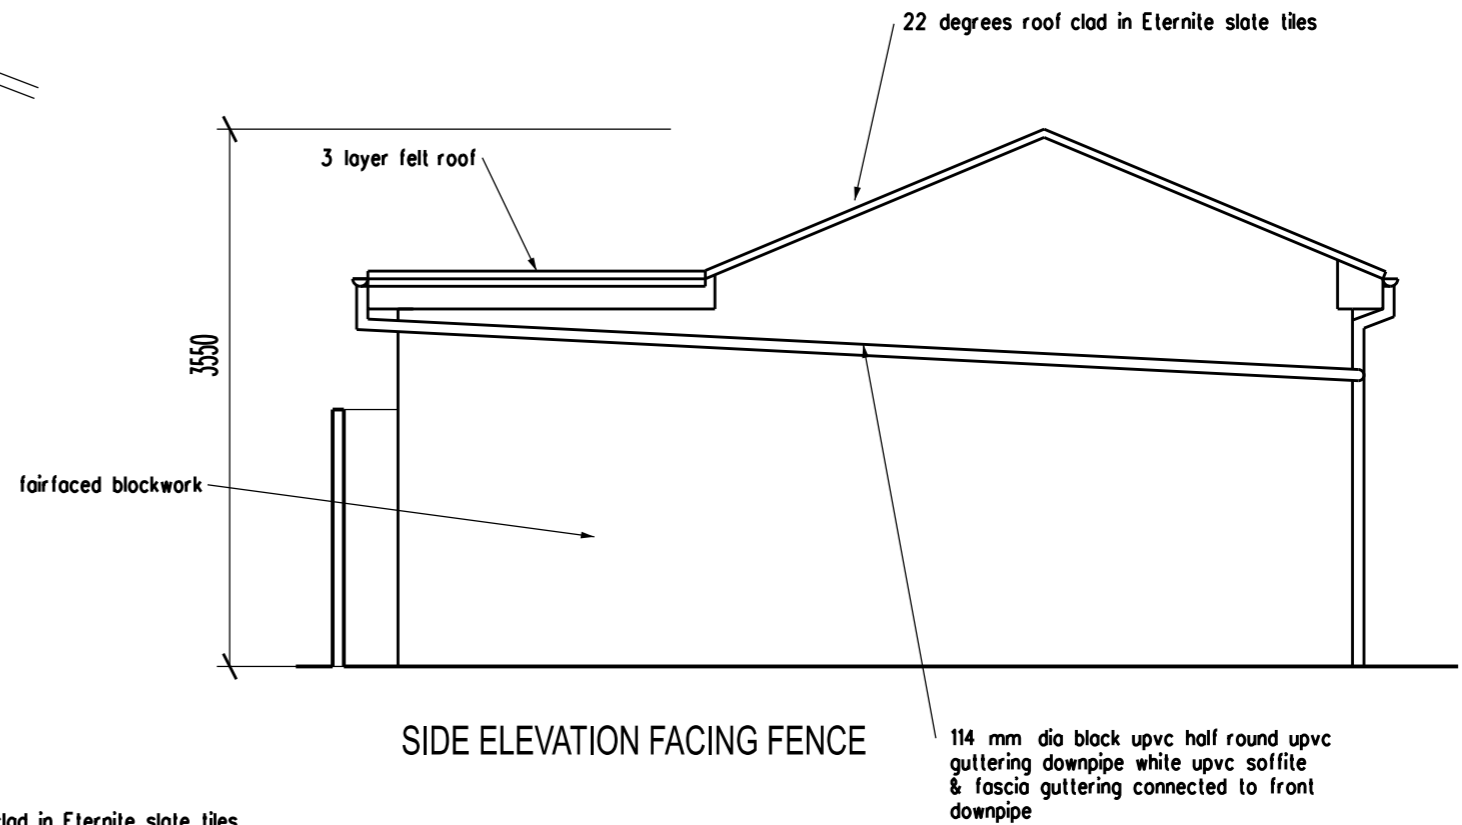 22 degrees roof clad in Eternite slate tiles
3 layer felt roof
3550
fairfaced blockwork
SIDE ELEVATION FACING FENCE
114 mm dia black upvc half round upvc
guttering downpipe white upvc soffite
& fascia guttering connected to front
downpipe
clad in Eternite slate tiles